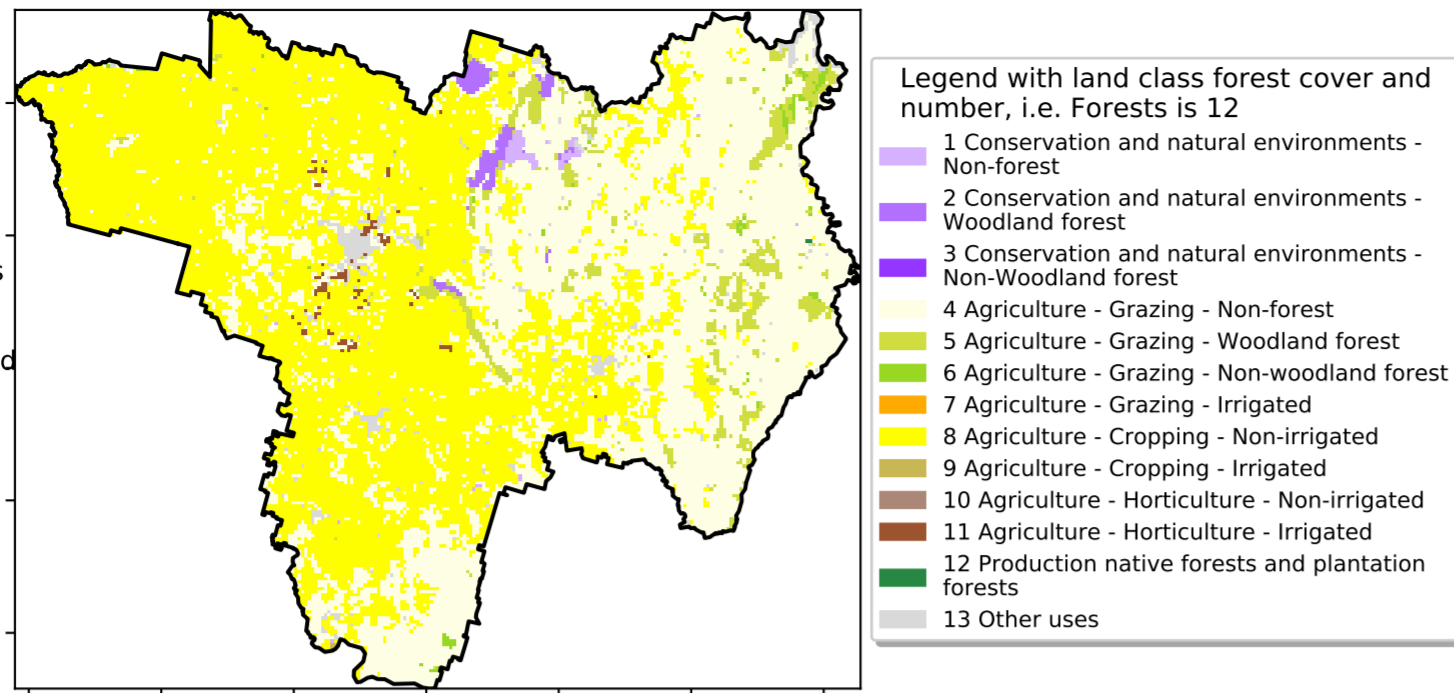 s
d
Legend with land class forest cover and
number, i.e. Forests is 12
1 Conservation and natural environments -
Non-forest
2 Conservation and natural environments -
Woodland forest
3 Conservation and natural environments -
Non-Woodland forest
4 Agriculture - Grazing - Non-forest
5 Agriculture - Grazing - Woodland forest
6 Agriculture - Grazing - Non-woodland forest
7 Agriculture - Grazing - Irrigated
8 Agriculture - Cropping - Non-irrigated
9 Agriculture - Cropping - Irrigated
10 Agriculture - Horticulture - Non-irrigated
11 Agriculture - Horticulture - Irrigated
12 Production native forests and plantation
forests
13 Other uses